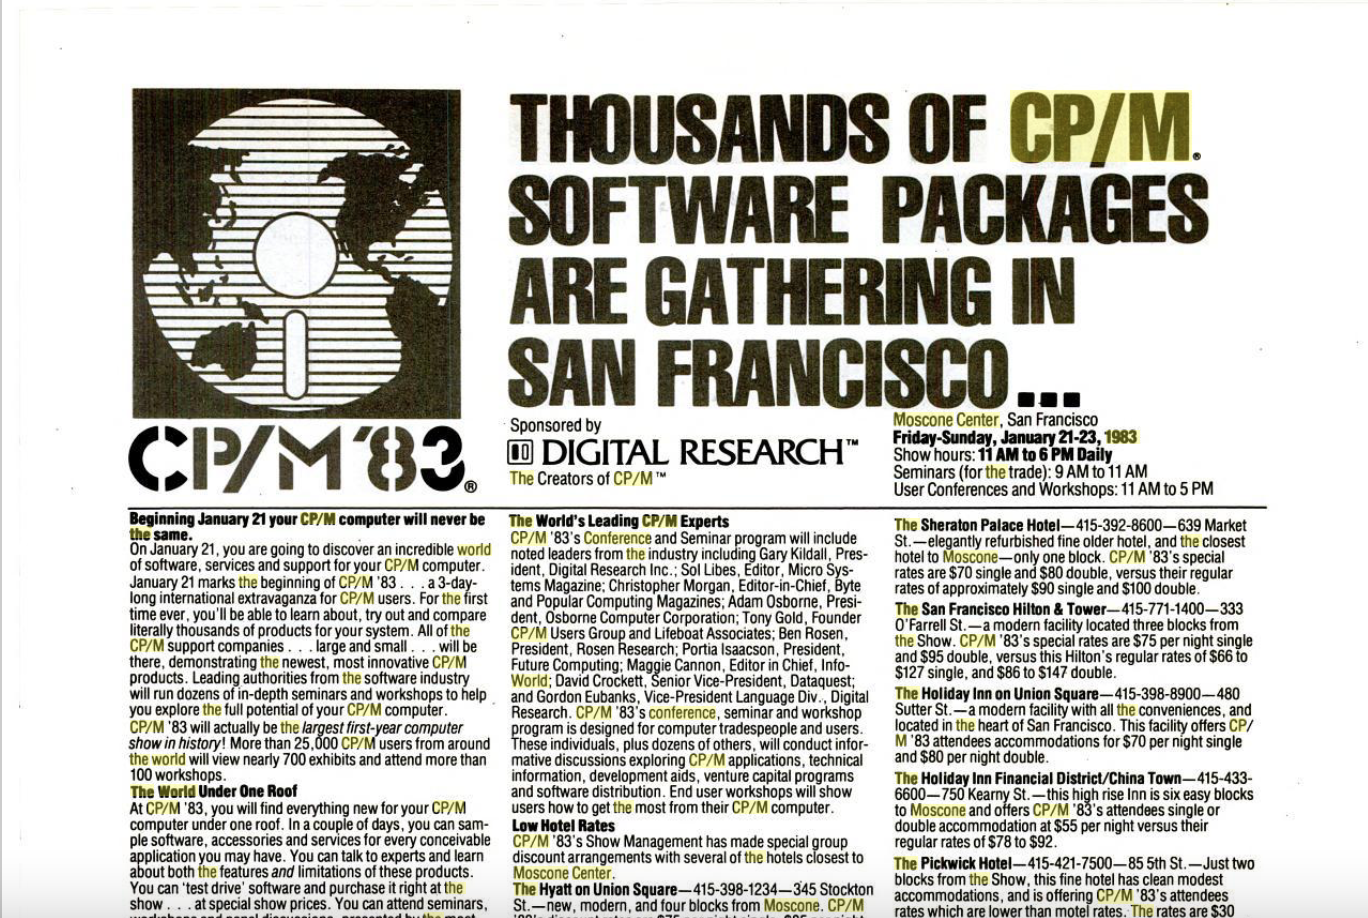 THOUSANDS OF CP/M®
SOFTWARE PACKAGES
ARE GATHERING IN
SAN FRANCISCO...
CP/M '83®
Sponsored by
DIGITAL RESEARCH™
The Creators of CP/M™
Moscone Center, San Francisco
Friday-Sunday, January 21-23, 1983
Show hours: 11 AM to 6 PM Daily
Seminars (for the trade): 9 AM to 11 AM
User Conferences and Workshops: 11 AM to 5 PM
Beginning January 21 your CP/M computer will never be
the same.
On January 21, you are going to discover an incredible world
of software, services and support for your CP/M computer.
January 21 marks the beginning of CP/M '83 . . . a 3-day-
long international extravaganza for CP/M users. For the first
time ever, you'll be able to learn about, try out and compare
literally thousands of products for your system. All of the
CP/M support companies . . . large and small . . . will be
there, demonstrating the newest, most innovative CP/M
products. Leading authorities from the software industry
will run dozens of in-depth seminars and workshops to help
you explore the full potential of your CP/M computer.
CP/M '83 will actually be the largest first-year computer
show in history! More than 25,000 CP/M users from around
the world will view nearly 700 exhibits and attend more than
100 workshops.
The World Under One Roof
At CP/M '83, you will find everything new for your CP/M
computer under one roof. In a couple of days, you can sam-
ple software, accessories and services for every conceivable
application you may have. You can talk to experts and learn
about both the features and limitations of these products.
You can 'test drive' software and purchase it right at the
show . . . at special show prices. You can attend seminars,
workshops and panel discussions, presented by the most
The World's Leading CP/M Experts
CP/M '83's Conference and Seminar program will include
noted leaders from the industry including Gary Kildall, Pres-
ident, Digital Research Inc.; Sol Libes, Editor, Micro Sys-
tems Magazine; Christopher Morgan, Editor-in-Chief, Byte
and Popular Computing Magazines; Adam Osborne, Presi-
dent, Osborne Computer Corporation; Tony Gold, Founder
CP/M Users Group and Lifeboat Associates; Ben Rosen,
President, Rosen Research; Portia Isaacson, President,
Future Computing; Maggie Cannon, Editor in Chief, Info-
World; David Crockett, Senior Vice-President, Dataquest;
and Gordon Eubanks, Vice-President Language Div., Digital
Research. CP/M '83's conference, seminar and workshop
program is designed for computer tradespeople and users.
These individuals, plus dozens of others, will conduct infor-
mative discussions exploring CP/M applications, technical
information, development aids, venture capital programs
and software distribution. End user workshops will show
users how to get the most from their CP/M computer.
Low Hotel Rates
CP/M '83's Show Management has made special group
discount arrangements with several of the hotels closest to
Moscone Center.
The Hyatt on Union Square—415-398-1234—345 Stockton
St.—new, modern, and four blocks from Moscone. CP/M
The Sheraton Palace Hotel—415-392-8600—639 Market
St.—elegantly refurbished fine older hotel, and the closest
hotel to Moscone—only one block. CP/M '83's special
rates are $70 single and $80 double, versus their regular
rates of approximately $90 single and $100 double.
The San Francisco Hilton & Tower—415-771-1400—333
O'Farrell St.—a modern facility located three blocks from
the Show. CP/M '83's special rates are $75 per night single
and $95 double, versus this Hilton's regular rates of $66 to
$127 single, and $86 to $147 double.
The Holiday Inn on Union Square—415-398-8900—480
Sutter St.—a modern facility with all the conveniences, and
located in the heart of San Francisco. This facility offers CP/
M '83 attendees accommodations for $70 per night single
and $80 per night double.
The Holiday Inn Financial District/China Town—415-433-
6600—750 Kearny St.—this high rise Inn is six easy blocks
to Moscone and offers CP/M '83's attendees single or
double accommodation at $55 per night versus their
regular rates of $78 to $92.
The Pickwick Hotel—415-421-7500—85 5th St.—Just two
blocks from the Show, this fine hotel has clean modest
accommodations, and is offering CP/M '83's attendees
rates which are lower than motel rates. The rates are $30